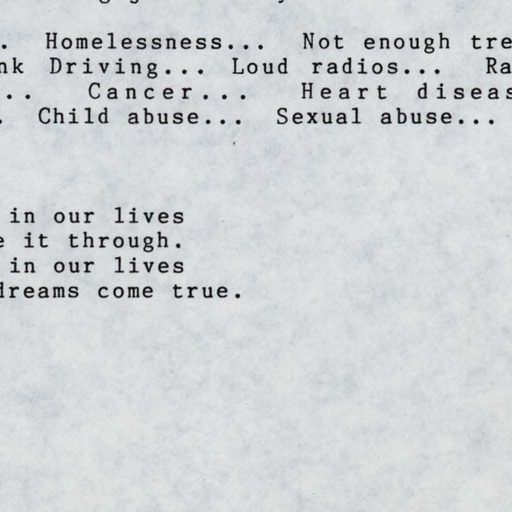 . Homelessness... Not enough tre
nk Driving... Loud radios... Ra
.. Cancer... Heart diseas
. Child abuse... Sexual abuse...
in our lives
e it through.
in our lives
dreams come true.